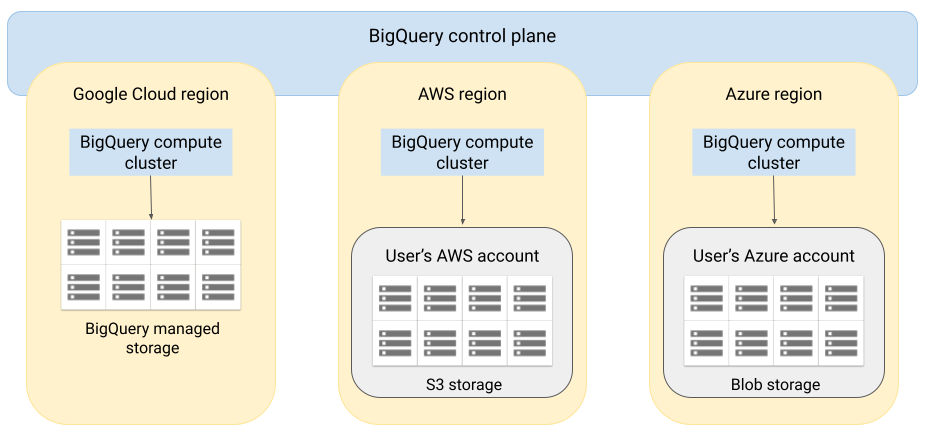 BigQuery control plane
Google Cloud region
BigQuery compute
cluster
BigQuery managed
storage
AWS region
BigQuery compute
cluster
User's AWS account
S3 storage
Azure region
BigQuery compute
cluster
User's Azure account
Blob storage